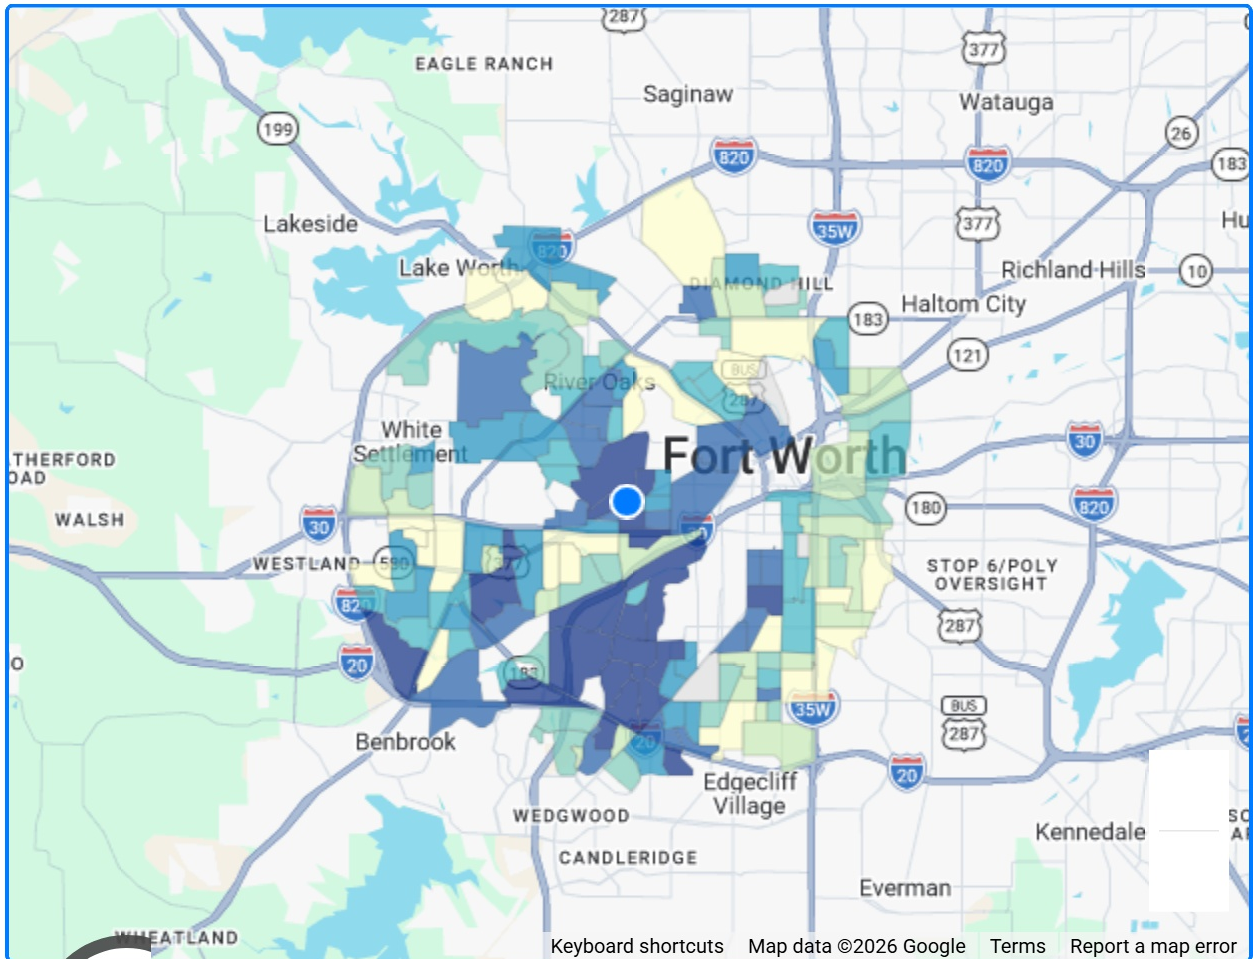 287
377
EAGLE RANCH
Saginaw
Watauga
199
26
820
820
183
Lakeside
377
35W
Hu
820
Lake Worth
Richland Hills
10
DIAMOND HILL
Haltom City
183
121
BUS
River Oaks
287
White
Settlement
30
Fort Worth
THERFORD
OAD
WALSH
30
30
180
820
WESTLAND
580
377
STOP 6/POLY
OVERSIGHT
820
287
20
183
35W
BUS
287
Benbrook
20
20
Edgecliff
Village
WEDGWOOD
Kennedale
CANDLERIDGE
Everman
WHEATLAND
Keyboard shortcuts Map data ©2026 Google Terms Report a map error